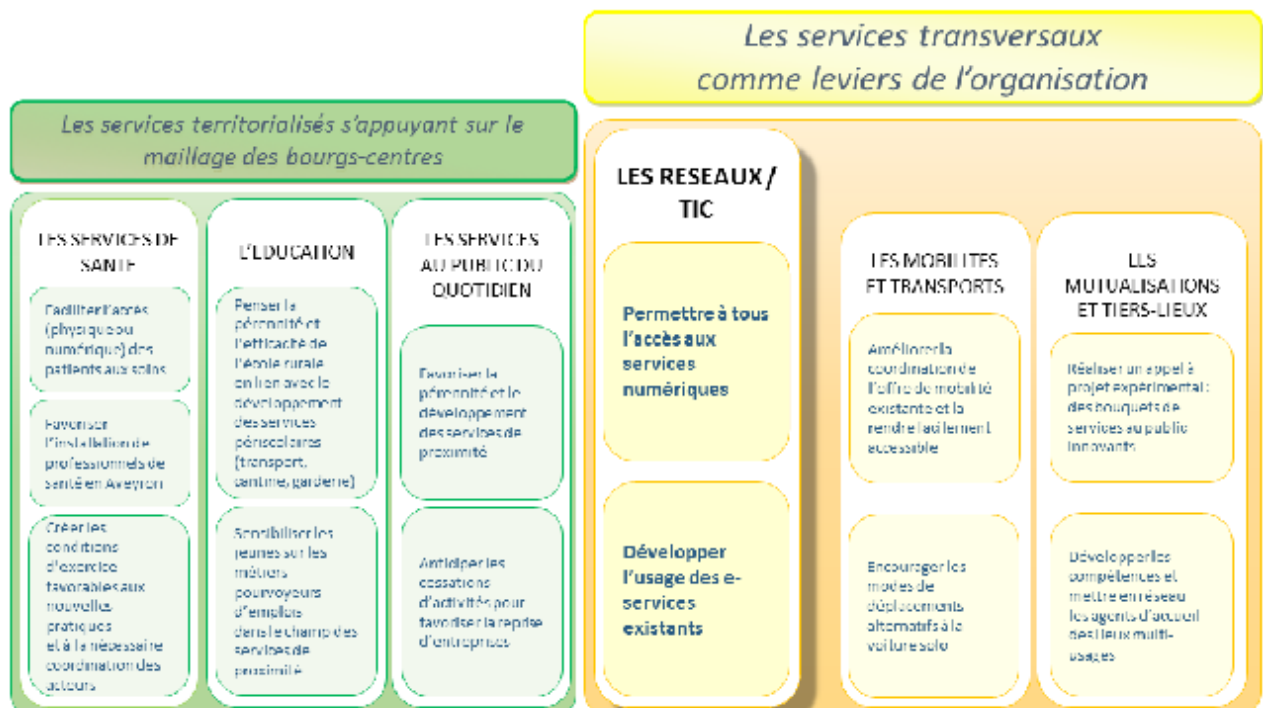 Les services transversaux
comme leviers de l'organisation
Les services territorialisés s'appuyant sur le
maillage des bourgs-centres
LES SERVICES DE
SANTE
Faciliter l'accès
(physique ou
numérique) des
patients aux soins
Favoriser
l'installation de
professionnels de
santé en Aveyron
Créer les
conditions
d'exercice
favorables aux
nouvelles
pratiques
et à la nécessaire
coordination des
acteurs
L'EDUCATION
Penser la
pérennité et
l'efficacité de
l'école rurale
en lien avec le
développement
des services
périscolaires
(transport,
cantine, garderie)
Sensibiliser les
jeunes sur les
métiers
pourvoyeurs
d'emplois
dans le champ des
services de
proximité
LES SERVICES
AU PUBLIC DU
QUOTIDIEN
Favoriser la
pérennité et le
développement
des services de
proximité
Anticiper les
cessations
d'activités pour
favoriser la reprise
d'entreprises
LES RESEAUX /
TIC
Permettre à tous
l'accès aux
services
numériques
Développer
l'usage des e-
services
existants
LES MOBILITES
ET TRANSPORTS
Améliorer la
coordination de
l'offre de mobilité
existante et la
rendre facilement
accessible
Encourager les
modes de
déplacements
alternatifs à la
voiture solo
LES
MUTUALISATIONS
ET TIERS-LIEUX
Réaliser un appel à
projet expérimental :
des bouquets de
services au public
innovants
Développer les
compétences et
mettre en réseau
les agents d'accueil
des lieux multi-
usages